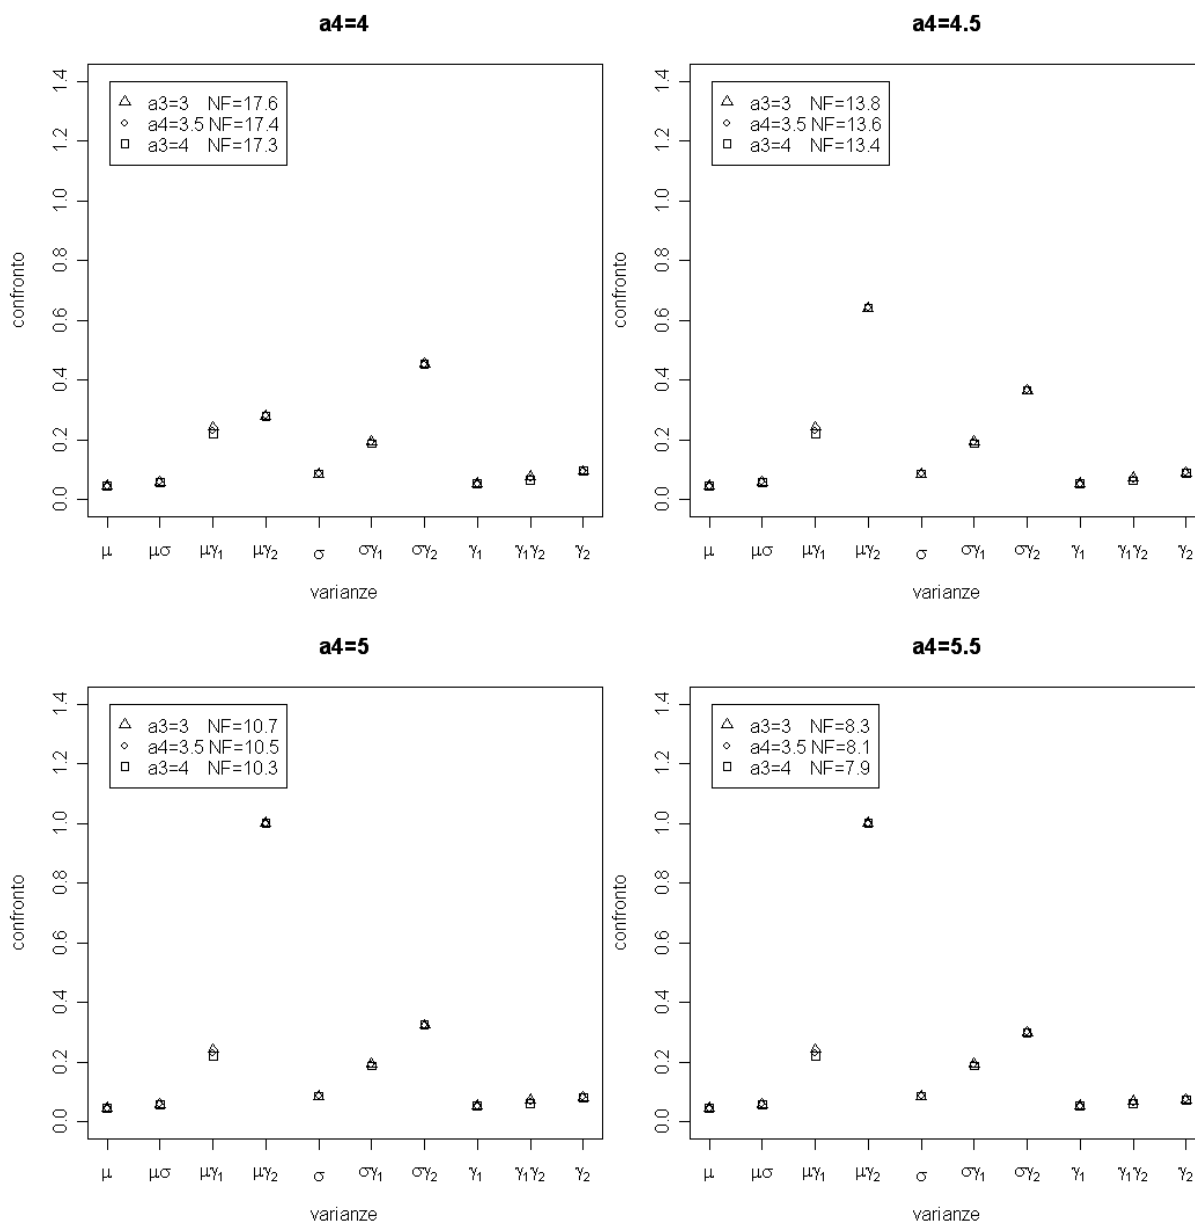 a4=4
1.4
1.2
1.0
0.8
0.6
0.4
0.2
0.0
confronto
a3=3 NF=17.6
a4=3.5 NF=17.4
a3=4 NF=17.3
μ μσ μγ1 μγ2 σ σγ1 σγ2 γ1 γ1γ2 γ2
varianze
a4=4.5
1.4
1.2
1.0
0.8
0.6
0.4
0.2
0.0
confronto
a3=3 NF=13.8
a4=3.5 NF=13.6
a3=4 NF=13.4
μ μσ μγ1 μγ2 σ σγ1 σγ2 γ1 γ1γ2 γ2
varianze
a4=5
1.4
1.2
1.0
0.8
0.6
0.4
0.2
0.0
confronto
a3=3 NF=10.7
a4=3.5 NF=10.5
a3=4 NF=10.3
μ μσ μγ1 μγ2 σ σγ1 σγ2 γ1 γ1γ2 γ2
varianze
a4=5.5
1.4
1.2
1.0
0.8
0.6
0.4
0.2
0.0
confronto
a3=3 NF=8.3
a4=3.5 NF=8.1
a3=4 NF=7.9
μ μσ μγ1 μγ2 σ σγ1 σγ2 γ1 γ1γ2 γ2
varianze